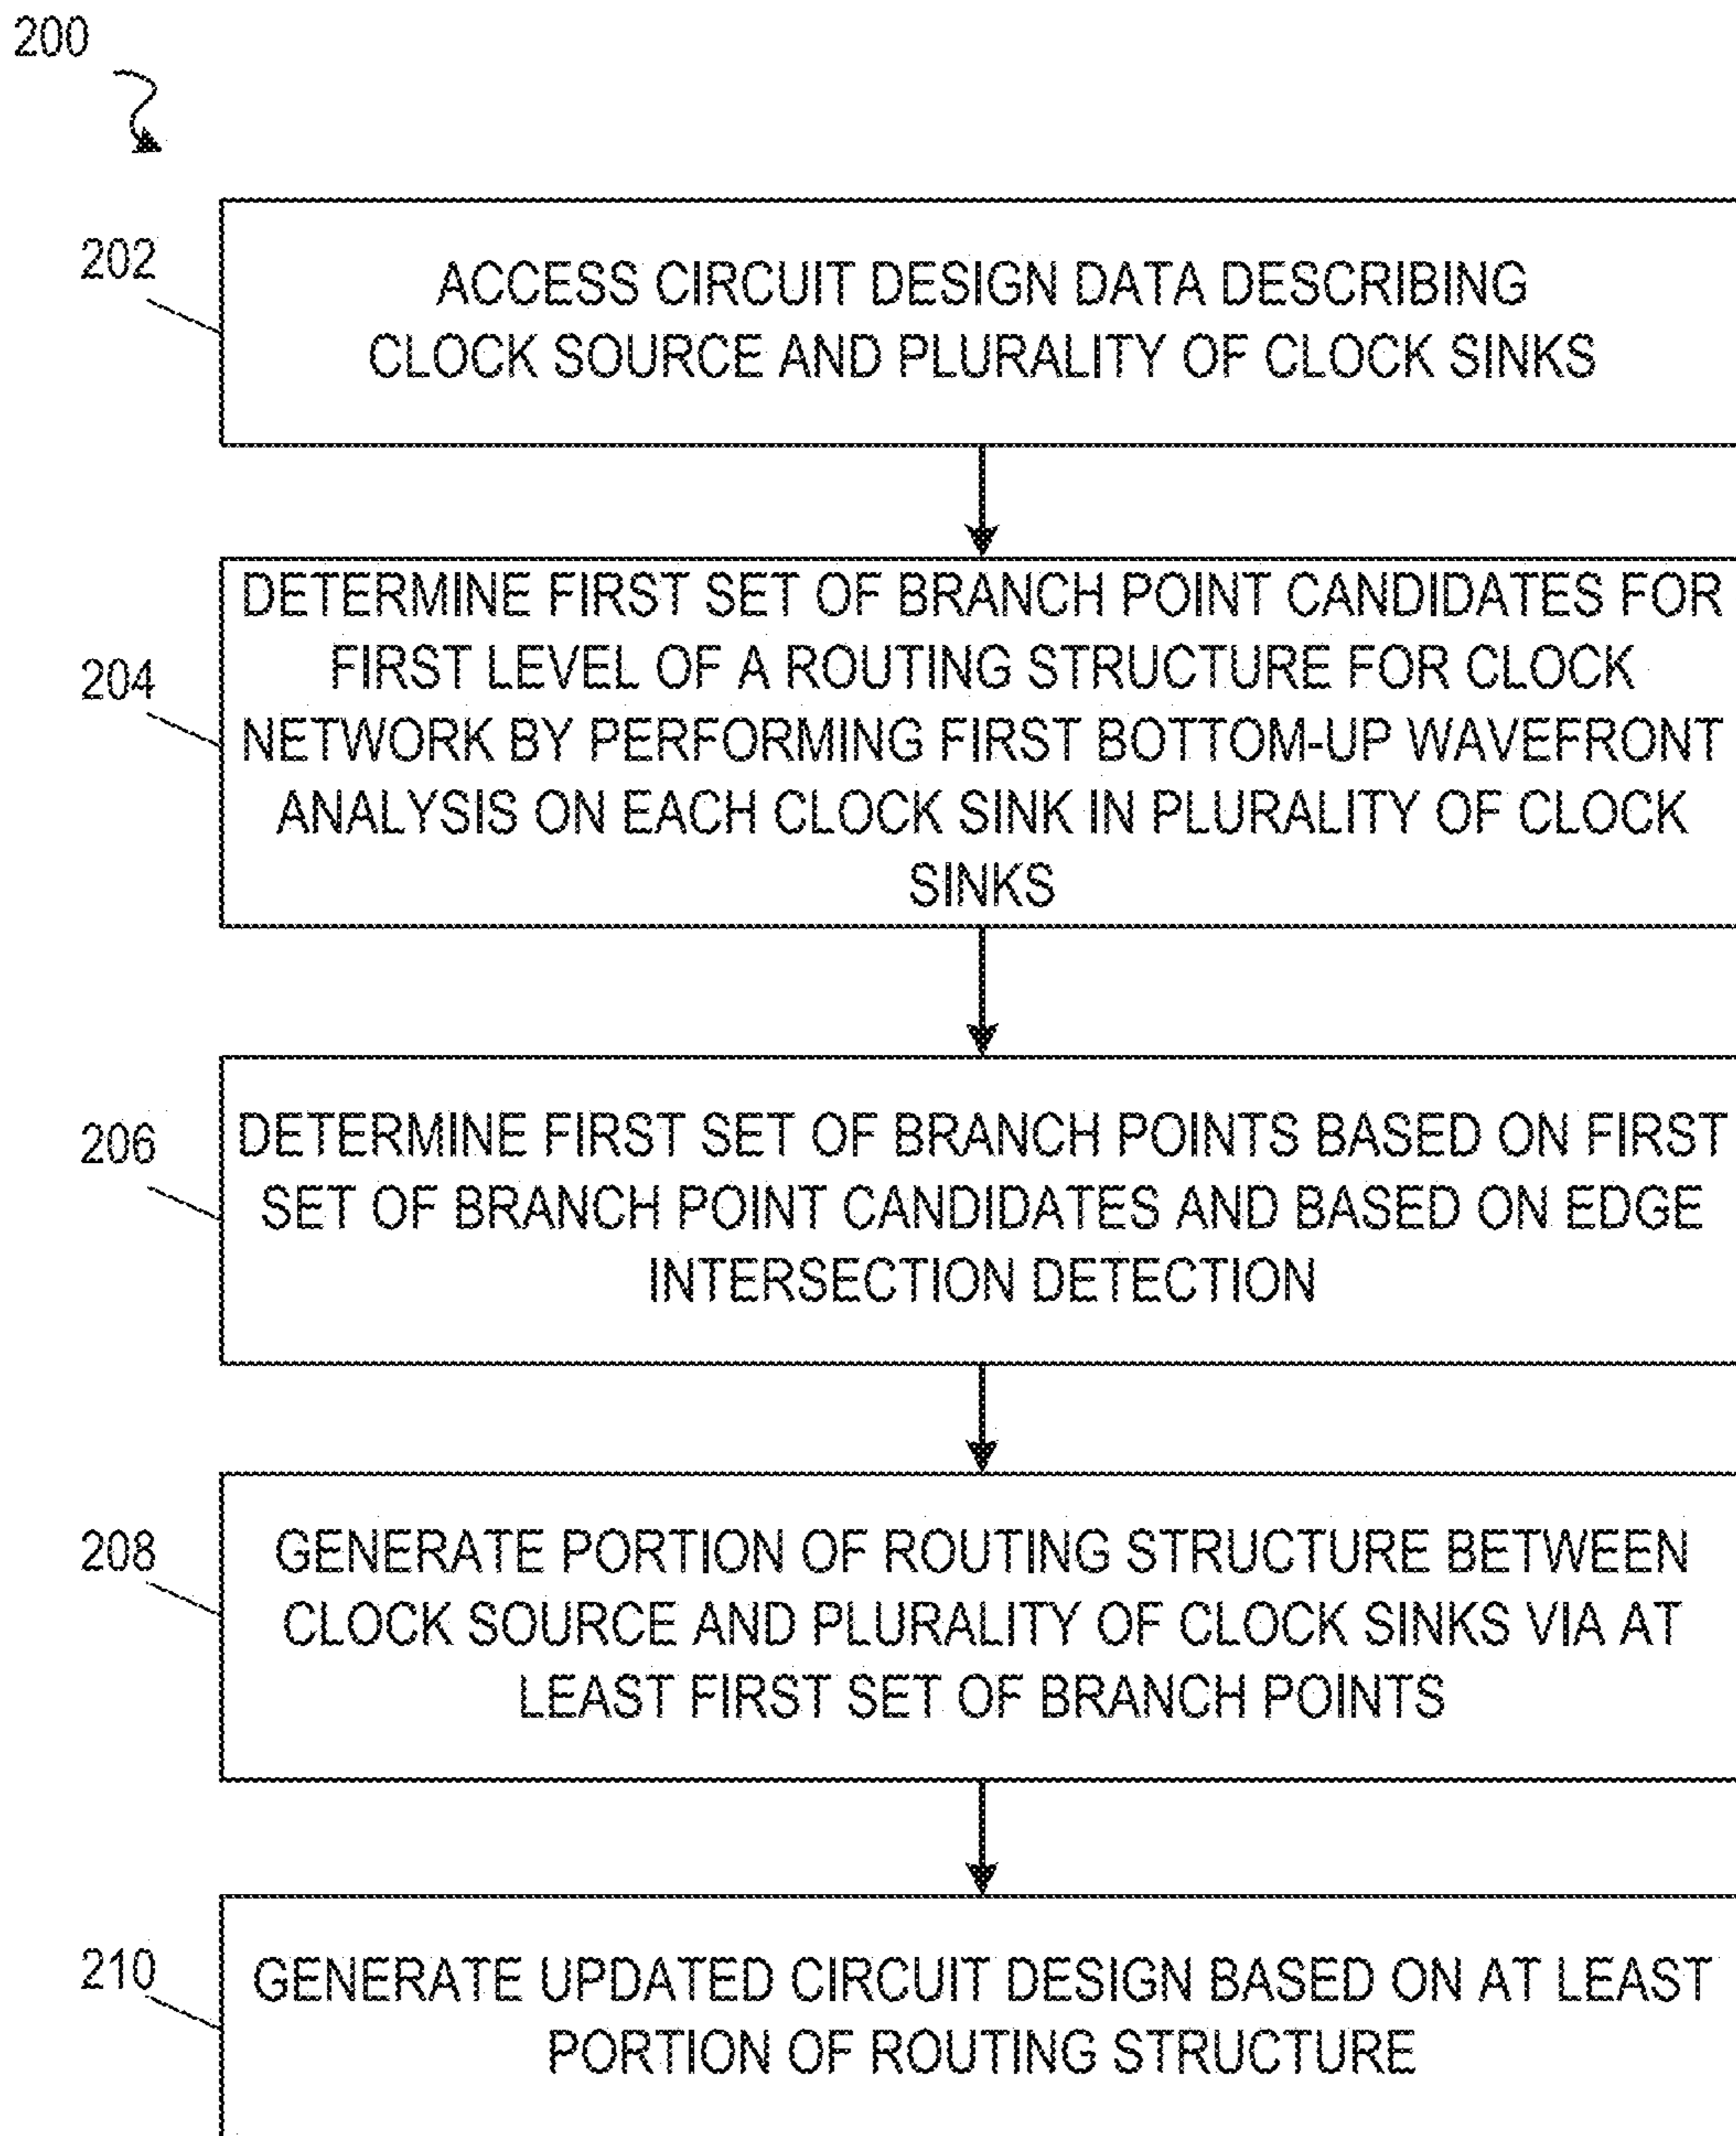 200
202
ACCESS CIRCUIT DESIGN DATA DESCRIBING
CLOCK SOURCE AND PLURALITY OF CLOCK SINKS
204
DETERMINE FIRST SET OF BRANCH POINT CANDIDATES FOR
FIRST LEVEL OF A ROUTING STRUCTURE FOR CLOCK
NETWORK BY PERFORMING FIRST BOTTOM-UP WAVEFRONT
ANALYSIS ON EACH CLOCK SINK IN PLURALITY OF CLOCK
SINKS
206
DETERMINE FIRST SET OF BRANCH POINTS BASED ON FIRST
SET OF BRANCH POINT CANDIDATES AND BASED ON EDGE
INTERSECTION DETECTION
208
GENERATE PORTION OF ROUTING STRUCTURE BETWEEN
CLOCK SOURCE AND PLURALITY OF CLOCK SINKS VIA AT
LEAST FIRST SET OF BRANCH POINTS
210
GENERATE UPDATED CIRCUIT DESIGN BASED ON AT LEAST
PORTION OF ROUTING STRUCTURE